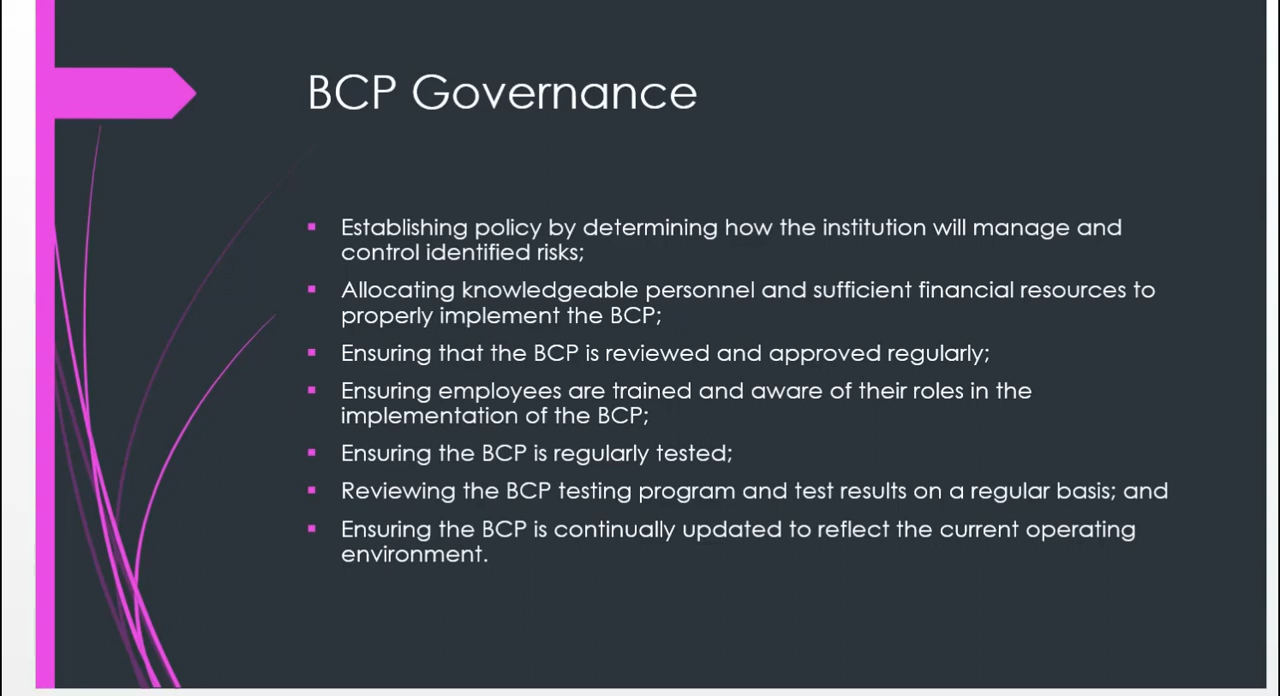 BCP Governance
Establishing policy by determining how the institution will manage and
control identified risks;
Allocating knowledgeable personnel and sufficient financial resources to
properly implement the BCP;
Ensuring that the BCP is reviewed and approved regularly;
Ensuring employees are trained and aware of their roles in the
implementation of the BCP;
Ensuring the BCP is regularly tested;
Reviewing the BCP testing program and test results on a regular basis; and
Ensuring the BCP is continually updated to reflect the current operating
environment.